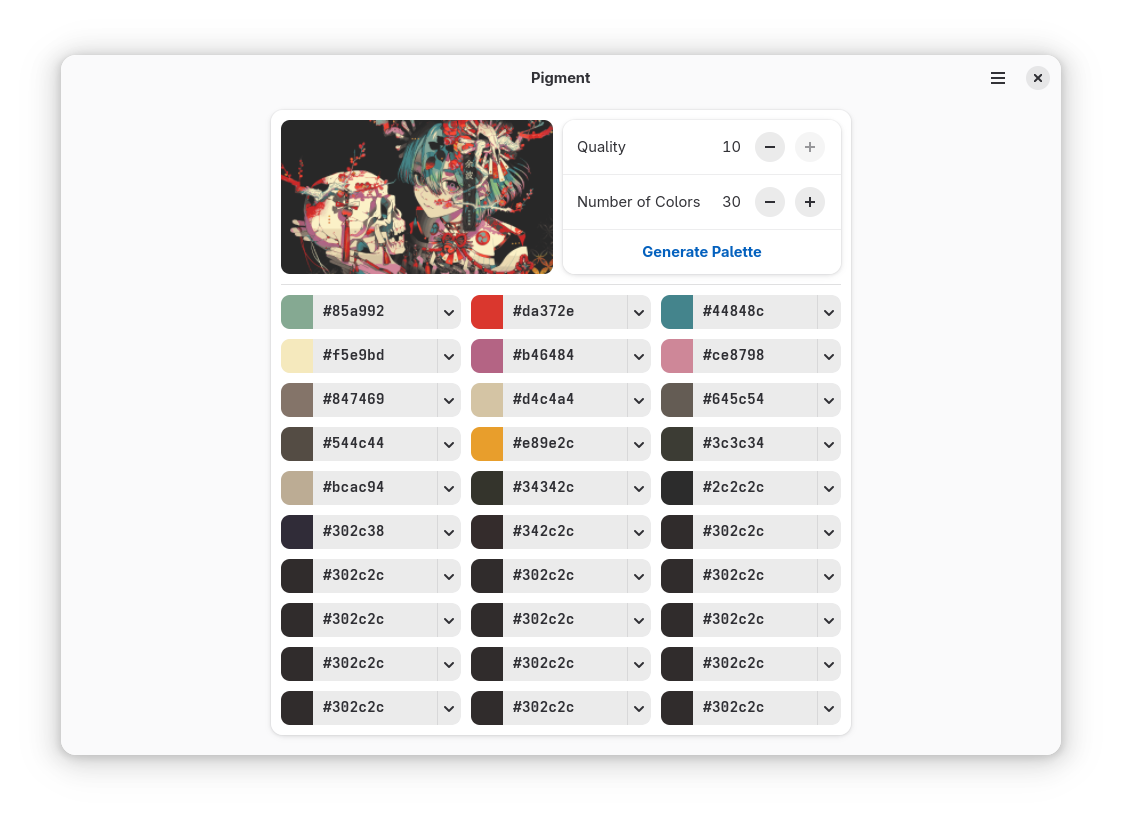 Pigment
余波
Quality 10
Number of Colors 30
Generate Palette
#85a992 #da372e #44848c
#f5e9bd #b46484 #ce8798
#847469 #d4c4a4 #645c54
#544c44 #e89e2c #3c3c34
#bcac94 #34342c #2c2c2c
#302c38 #342c2c #302c2c
#302c2c #302c2c #302c2c
#302c2c #302c2c #302c2c
#302c2c #302c2c #302c2c
#302c2c #302c2c #302c2c